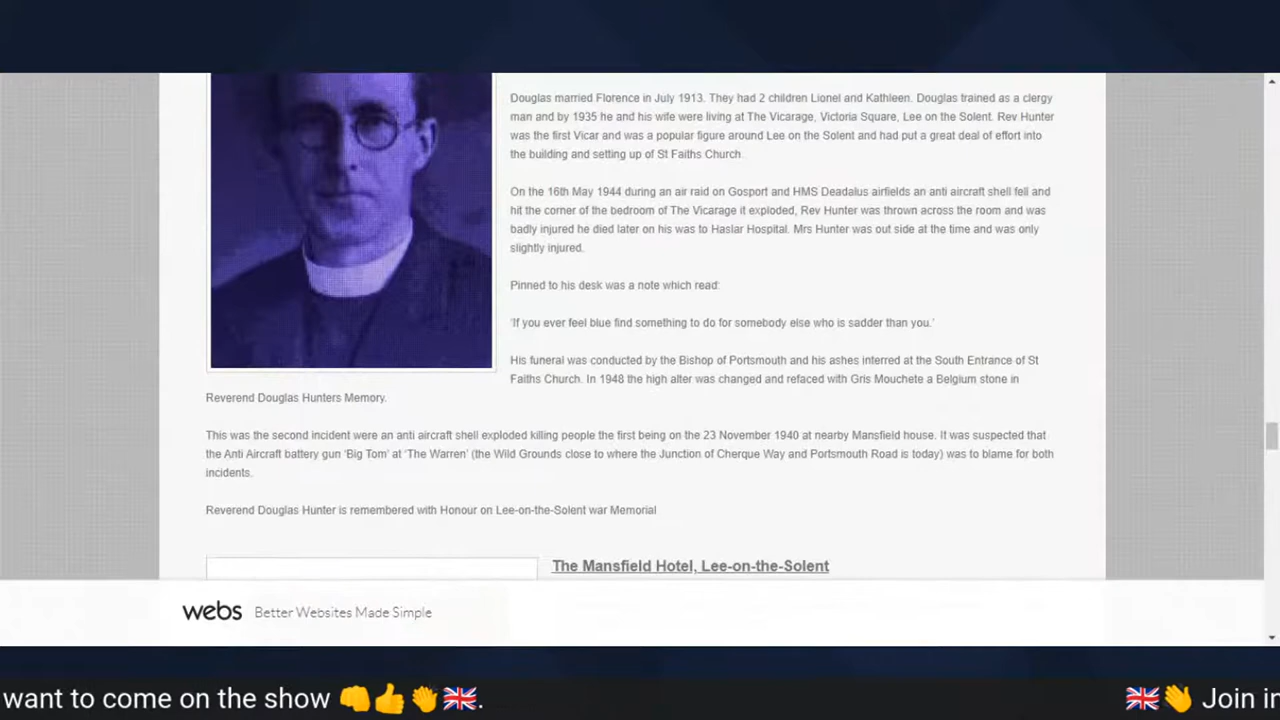 Douglas married Florence in July 1913. They had 2 children Lionel and Kathleen. Douglas trained as a clergy
man and by 1935 he and his wife were living at The Vicarage, Victoria Square, Lee on the Solent. Rev Hunter
was the first Vicar and was a popular figure around Lee on the Solent and had put a great deal of effort into
the building and setting up of St Faiths Church.
On the 16th May 1944 during an air raid on Gosport and HMS Deadalus airfields an anti aircraft shell fell and
hit the corner of the bedroom of The Vicarage it exploded, Rev Hunter was thrown across the room and was
badly injured he died later on his was to Haslar Hospital. Mrs Hunter was out side at the time and was only
slightly injured.
Pinned to his desk was a note which read:
'If you ever feel blue find something to do for somebody else who is sadder than you.'
His funeral was conducted by the Bishop of Portsmouth and his ashes interred at the South Entrance of St
Faiths Church. In 1948 the high alter was changed and refaced with Gris Mouchete a Belgium stone in
Reverend Douglas Hunters Memory.
This was the second incident were an anti aircraft shell exploded killing people the first being on the 23 November 1940 at nearby Mansfield house. It was suspected that
the Anti Aircraft battery gun 'Big Tom' at 'The Warren' (the Wild Grounds close to where the Junction of Cherque Way and Portsmouth Road is today) was to blame for both
incidents.
Reverend Douglas Hunter is remembered with Honour on Lee-on-the-Solent war Memorial
The Mansfield Hotel, Lee-on-the-Solent
webs Better Websites Made Simple
want to come on the show 👊👍👏🇬🇧. 🇬🇧👋 Join in